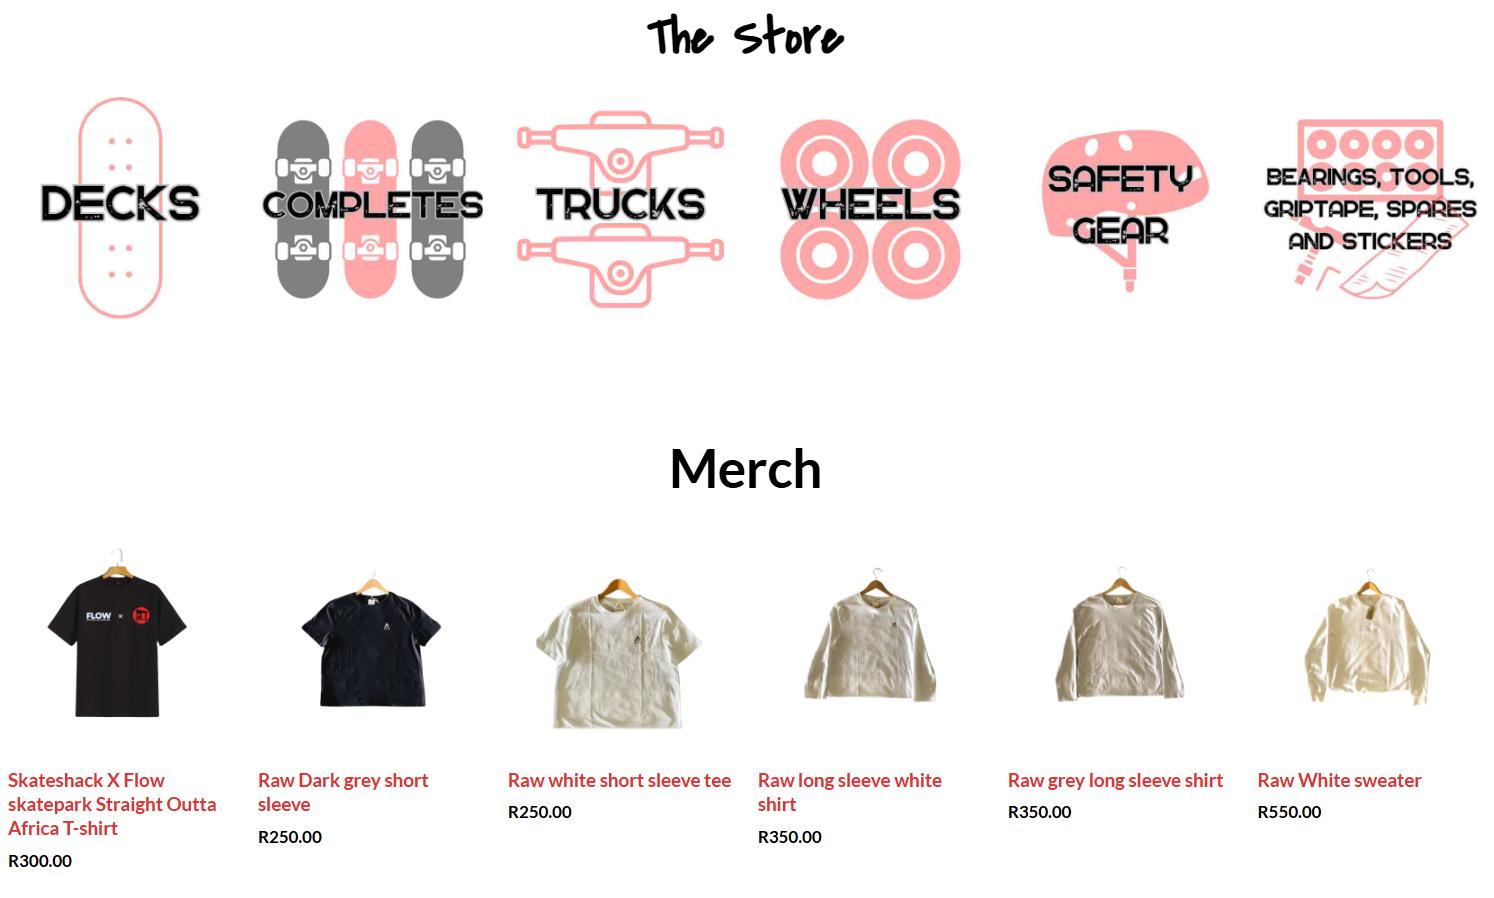 The Store
DECKS
COMPLETES
TRUCKS
WHEELS
SAFETY
GEAR
BEARINGS, TOOLS,
GRIPTAPE, SPARES
AND STICKERS
Merch
FLOW
×
Skateshack X Flow
skatepark Straight Outta
Africa T-shirt
R300.00
Raw Dark grey short
sleeve
R250.00
Raw white short sleeve tee
R250.00
Raw long sleeve white
shirt
R350.00
Raw grey long sleeve shirt
R350.00
Raw White sweater
R550.00